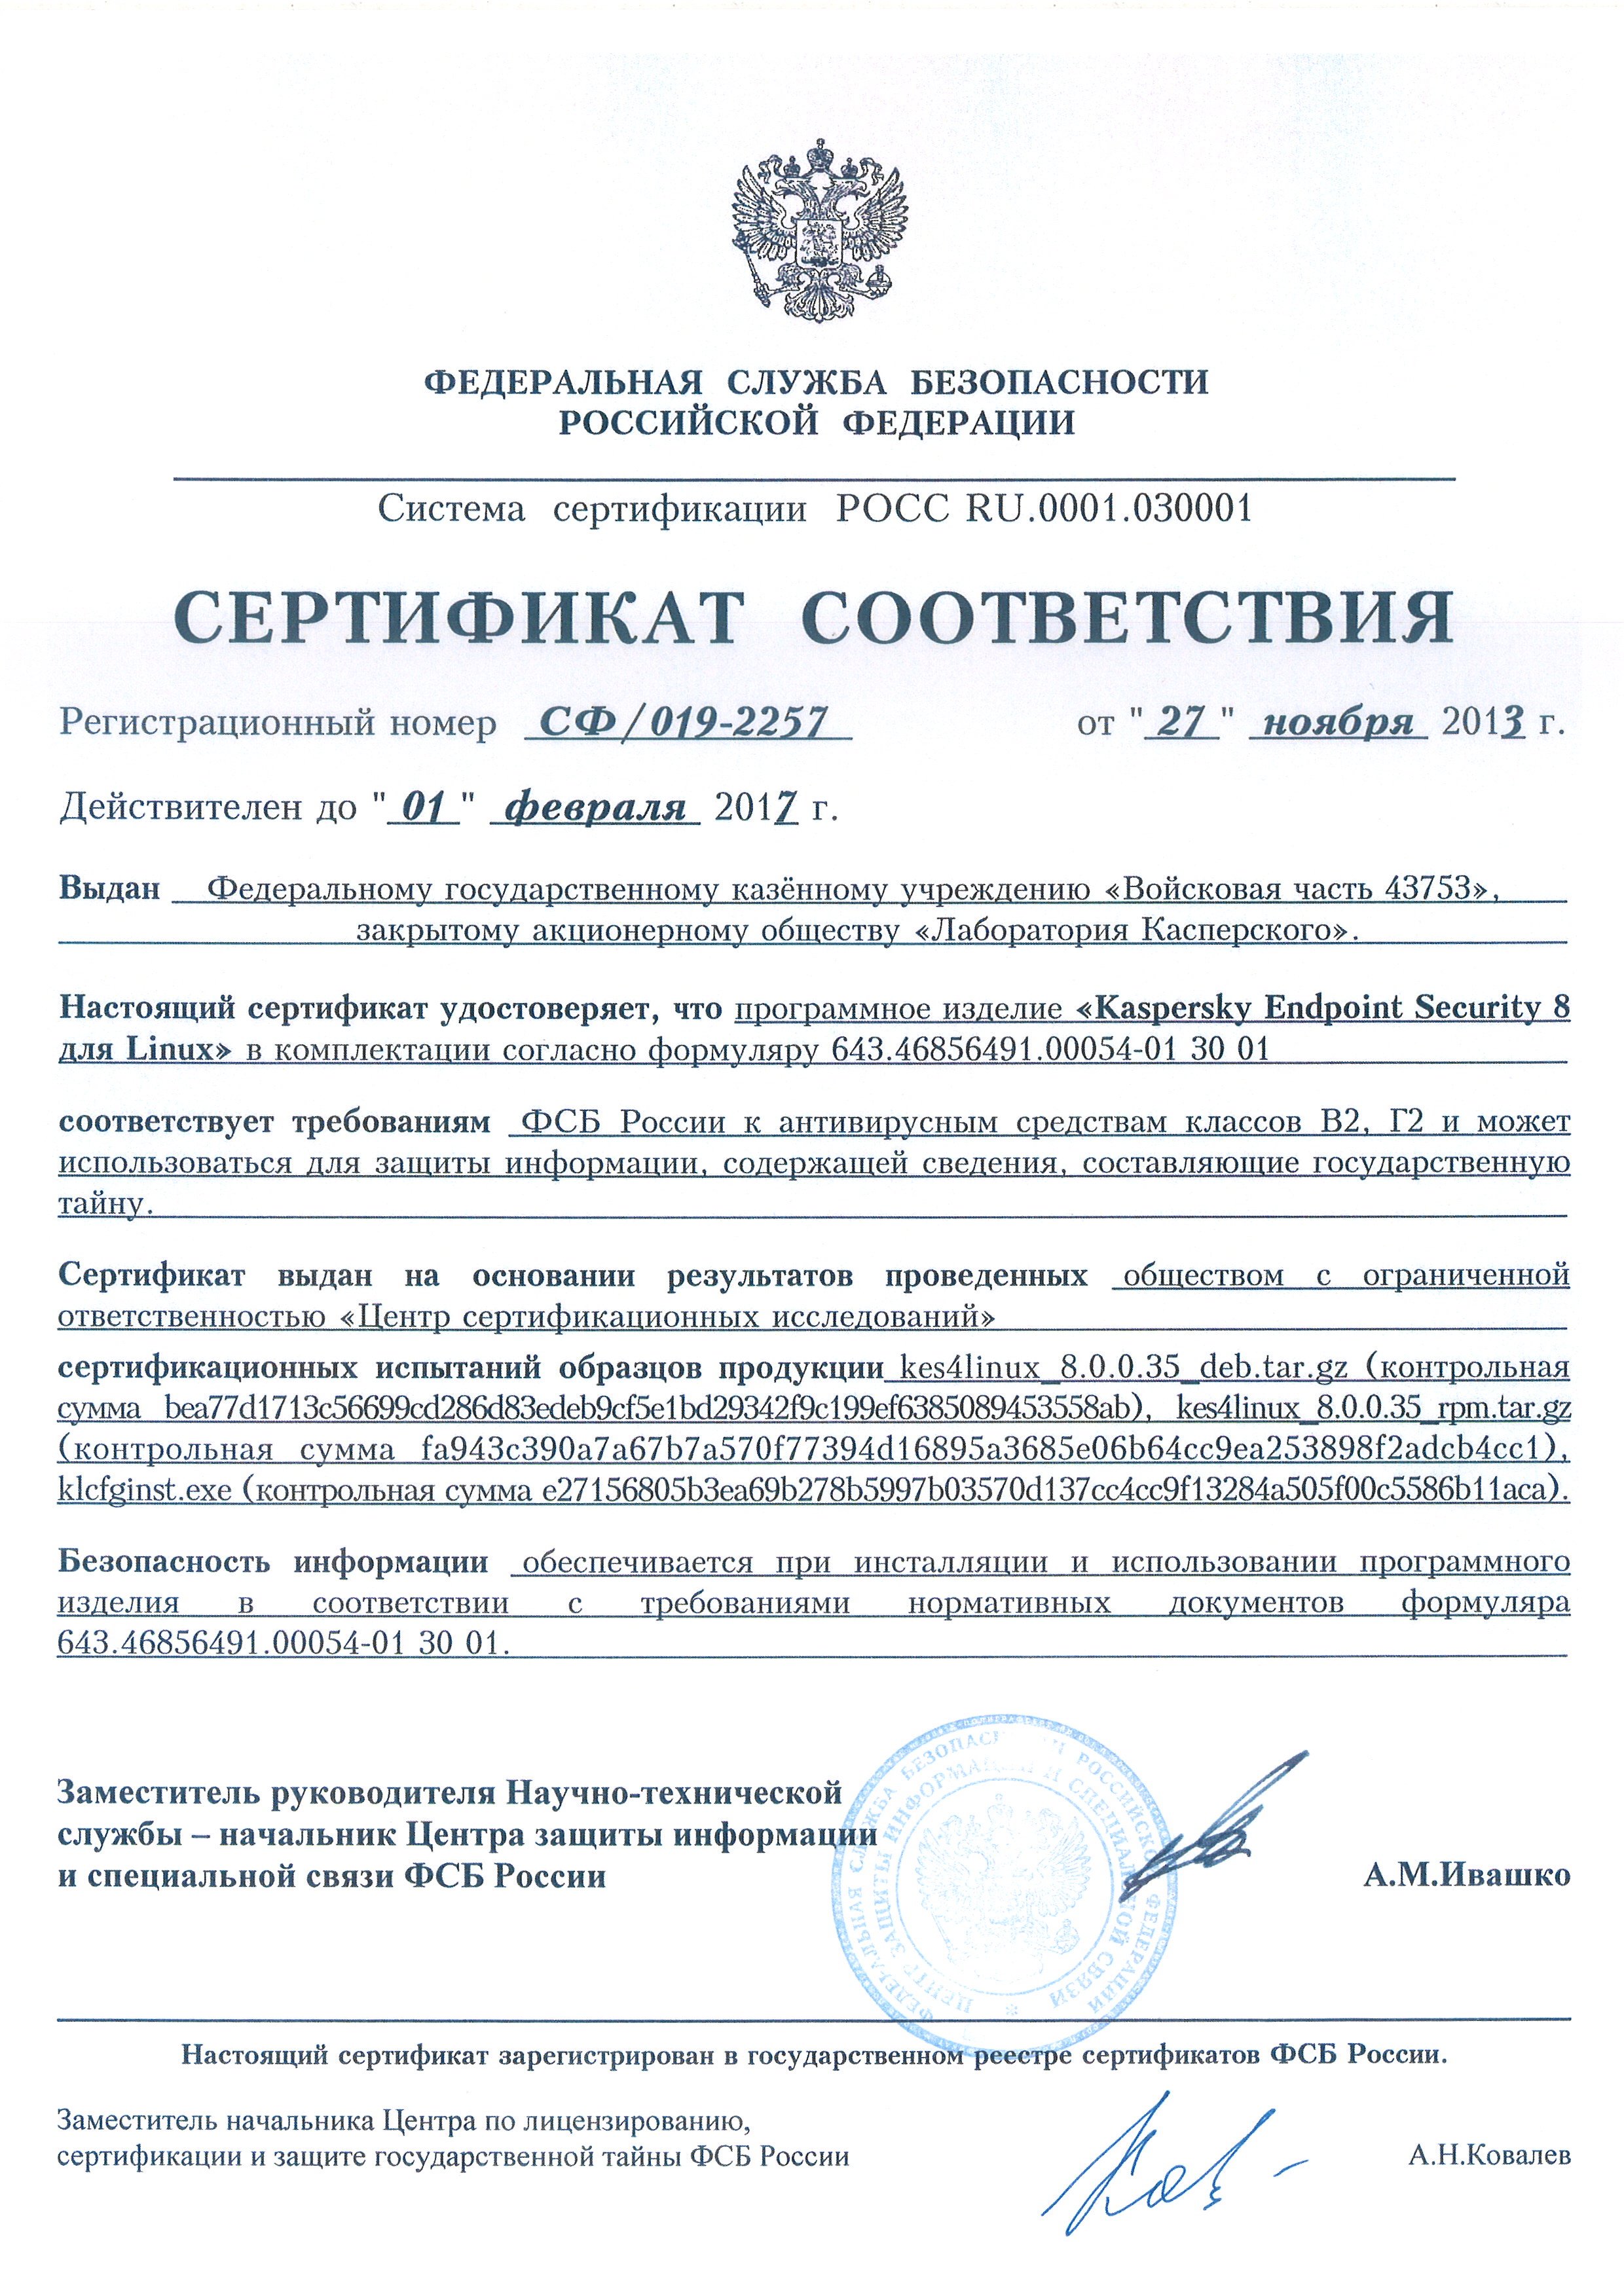 ФЕДЕРАЛЬНАЯ СЛУЖБА БЕЗОПАСНОСТИ
РОССИЙСКОЙ ФЕДЕРАЦИИ
Система сертификации РОСС RU.0001.030001
СЕРТИФИКАТ СООТВЕТСТВИЯ
Регистрационный номер СФ/019-2257 от "27" ноября 2013 г.
Действителен до "01" февраля 2017 г.
Выдан Федеральному государственному казённому учреждению «Войсковая часть 43753»,
закрытому акционерному обществу «Лаборатория Касперского».
Настоящий сертификат удостоверяет, что программное изделие «Kaspersky Endpoint Security 8
для Linux» в комплектации согласно формуляру 643.46856491.00054-01 30 01
соответствует требованиям ФСБ России к антивирусным средствам классов В2, Г2 и может
использоваться для защиты информации, содержащей сведения, составляющие государственную
тайну.
Сертификат выдан на основании результатов проведенных обществом с ограниченной
ответственностью «Центр сертификационных исследований»
сертификационных испытаний образцов продукции kes4linux_8.0.0.35_deb.tar.gz (контрольная
сумма bea77d1713c56699cd286d83edeb9cf5e1bd29342f9c199ef6385089453558ab), kes4linux_8.0.0.35_rpm.tar.gz
(контрольная сумма fa943c390a7a67b7a570f77394d16895a3685e06b64cc9ea253898f2adcb4cc1),
klcfginst.exe (контрольная сумма e27156805b3ea69b278b5997b03570d137cc4cc9f13284a505f00c5586b11aca).
Безопасность информации обеспечивается при инсталляции и использовании программного
изделия в соответствии с требованиями нормативных документов формуляра
643.46856491.00054-01 30 01.
Заместитель руководителя Научно-технической
службы – начальник Центра защиты информации
и специальной связи ФСБ России
А.М.Ивашко
ФЕДЕРАЛЬНАЯ СЛУЖБА РОССИЙСКОЙ ФЕДЕРАЦИИ
ЦЕНТР ЗАЩИТЫ ИНФОРМАЦИИ И СПЕЦИАЛЬНОЙ СВЯЗИ
Настоящий сертификат зарегистрирован в государственном реестре сертификатов ФСБ России.
Заместитель начальника Центра по лицензированию,
сертификации и защите государственной тайны ФСБ России
А.Н.Ковалев